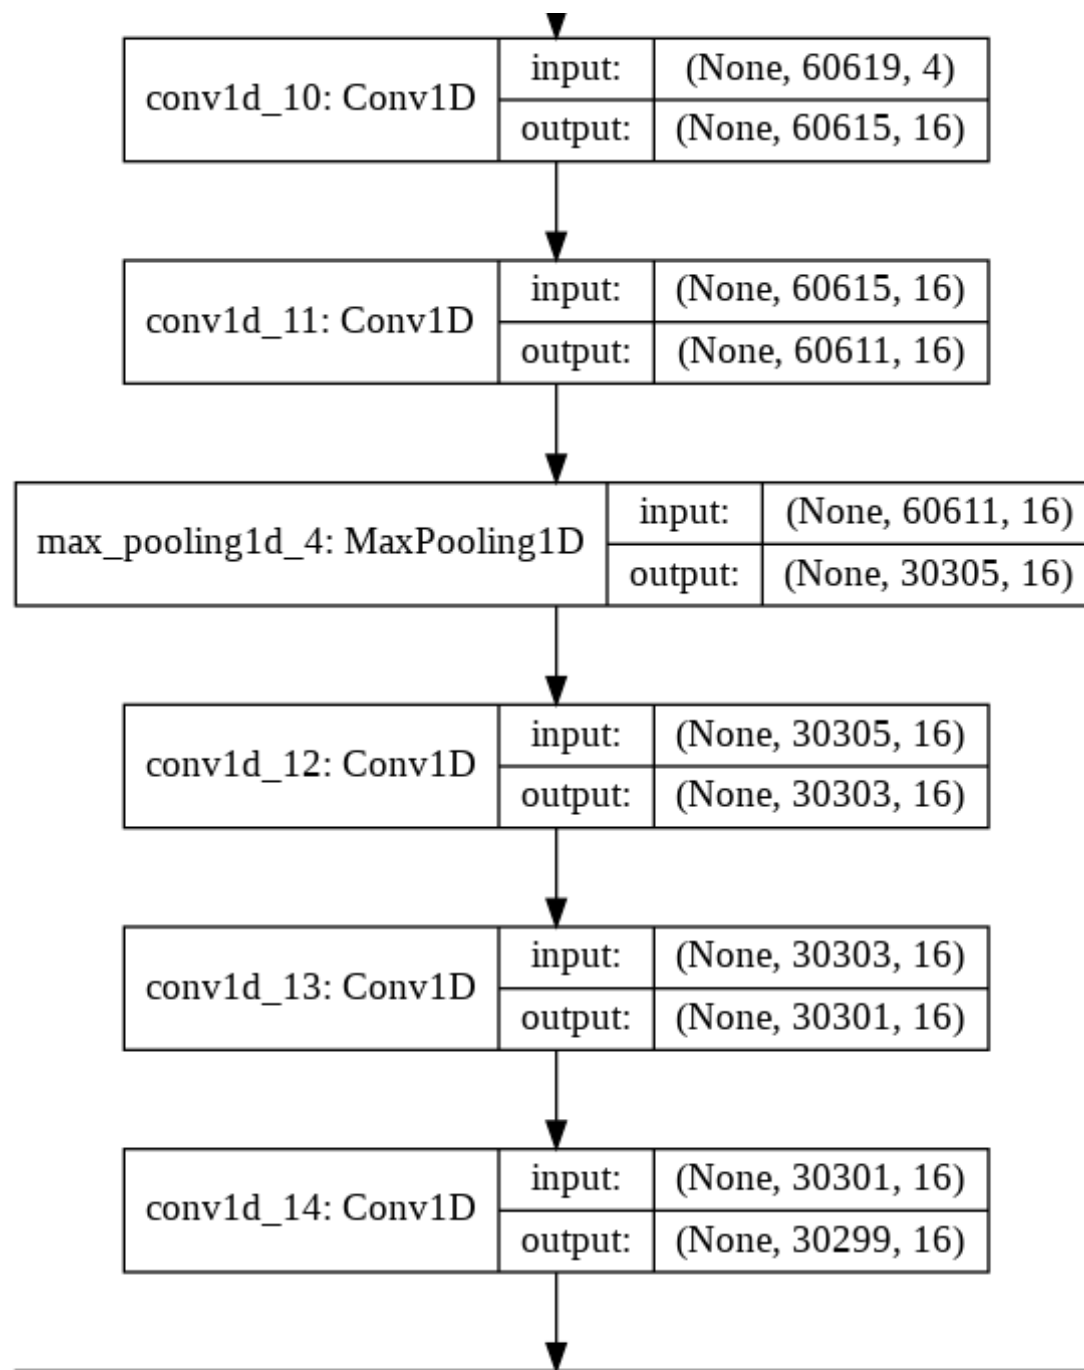 conv1d_10: Conv1D
input: (None, 60619, 4)
output: (None, 60615, 16)
conv1d_11: Conv1D
input: (None, 60615, 16)
output: (None, 60611, 16)
max_pooling1d_4: MaxPooling1D
input: (None, 60611, 16)
output: (None, 30305, 16)
conv1d_12: Conv1D
input: (None, 30305, 16)
output: (None, 30303, 16)
conv1d_13: Conv1D
input: (None, 30303, 16)
output: (None, 30301, 16)
conv1d_14: Conv1D
input: (None, 30301, 16)
output: (None, 30299, 16)